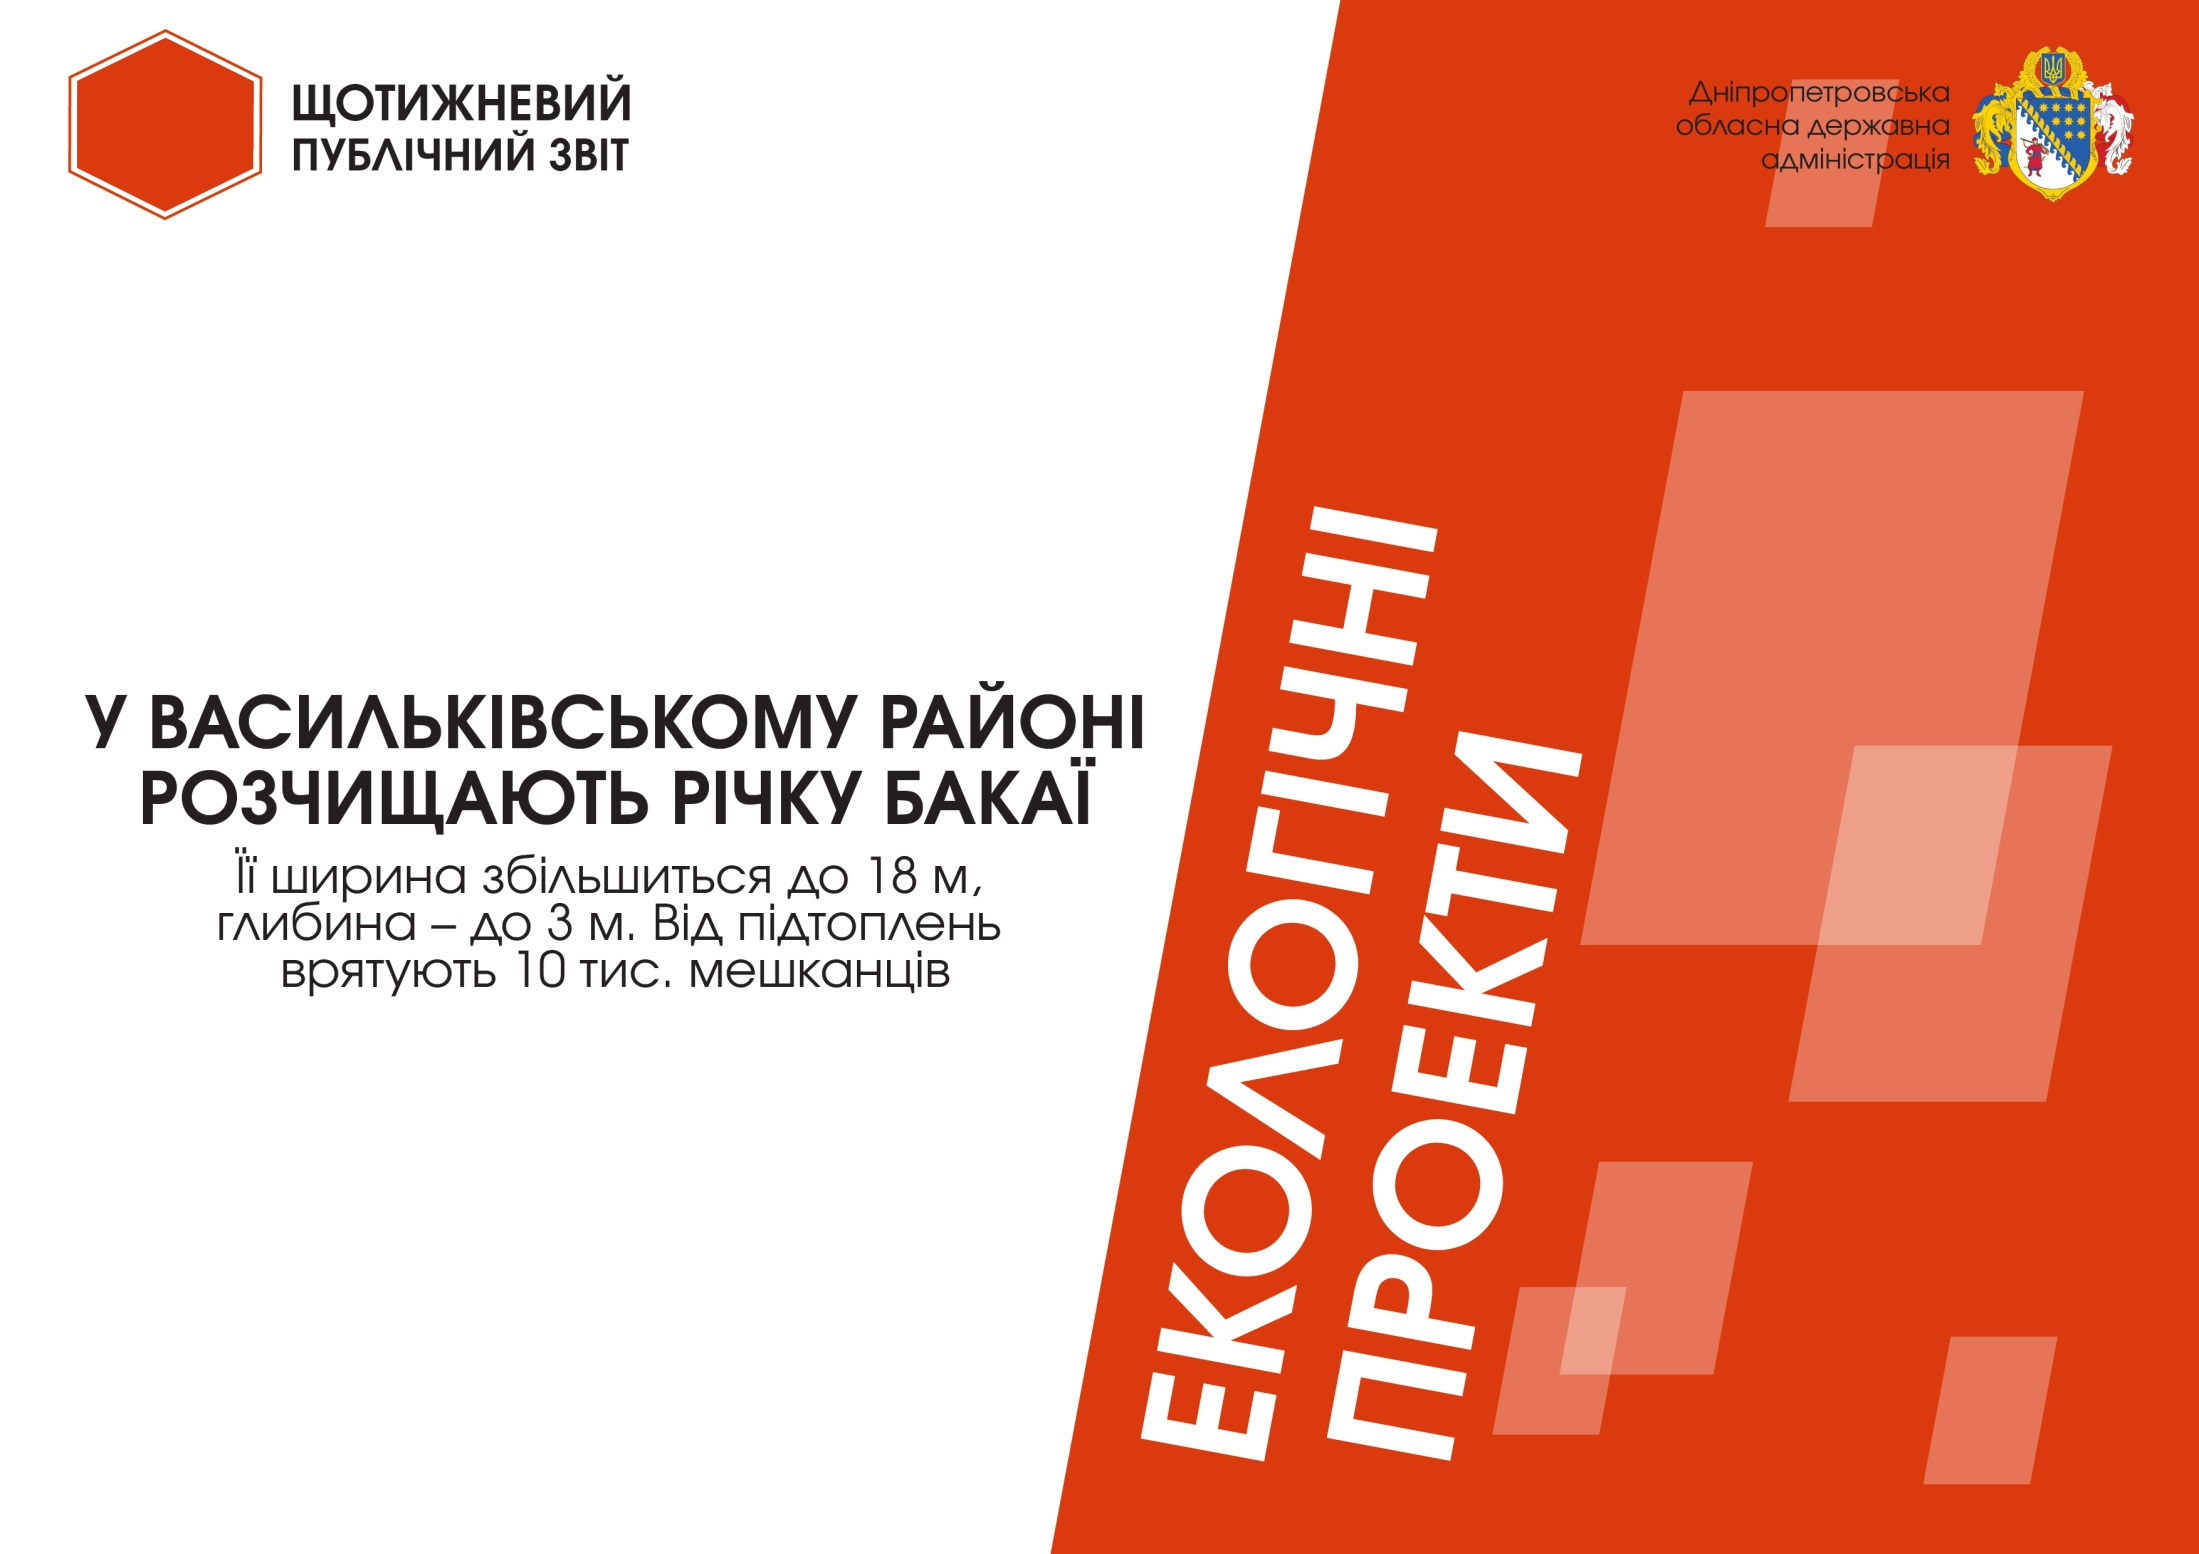 ЩОТИЖНЕВИЙ
ПУБЛІЧНИЙ ЗВІТ
Дніпропетровська
обласна державна
адміністрація
У ВАСИЛЬКІВСЬКОМУ РАЙОНІ
РОЗЧИЩАЮТЬ РІЧКУ БАКАЇ
Її ширина збільшиться до 18 м,
глибина – до 3 м. Від підтоплень
врятують 10 тис. мешканців
ЕКОЛОГІЧНІ
ПРОЕКТИ